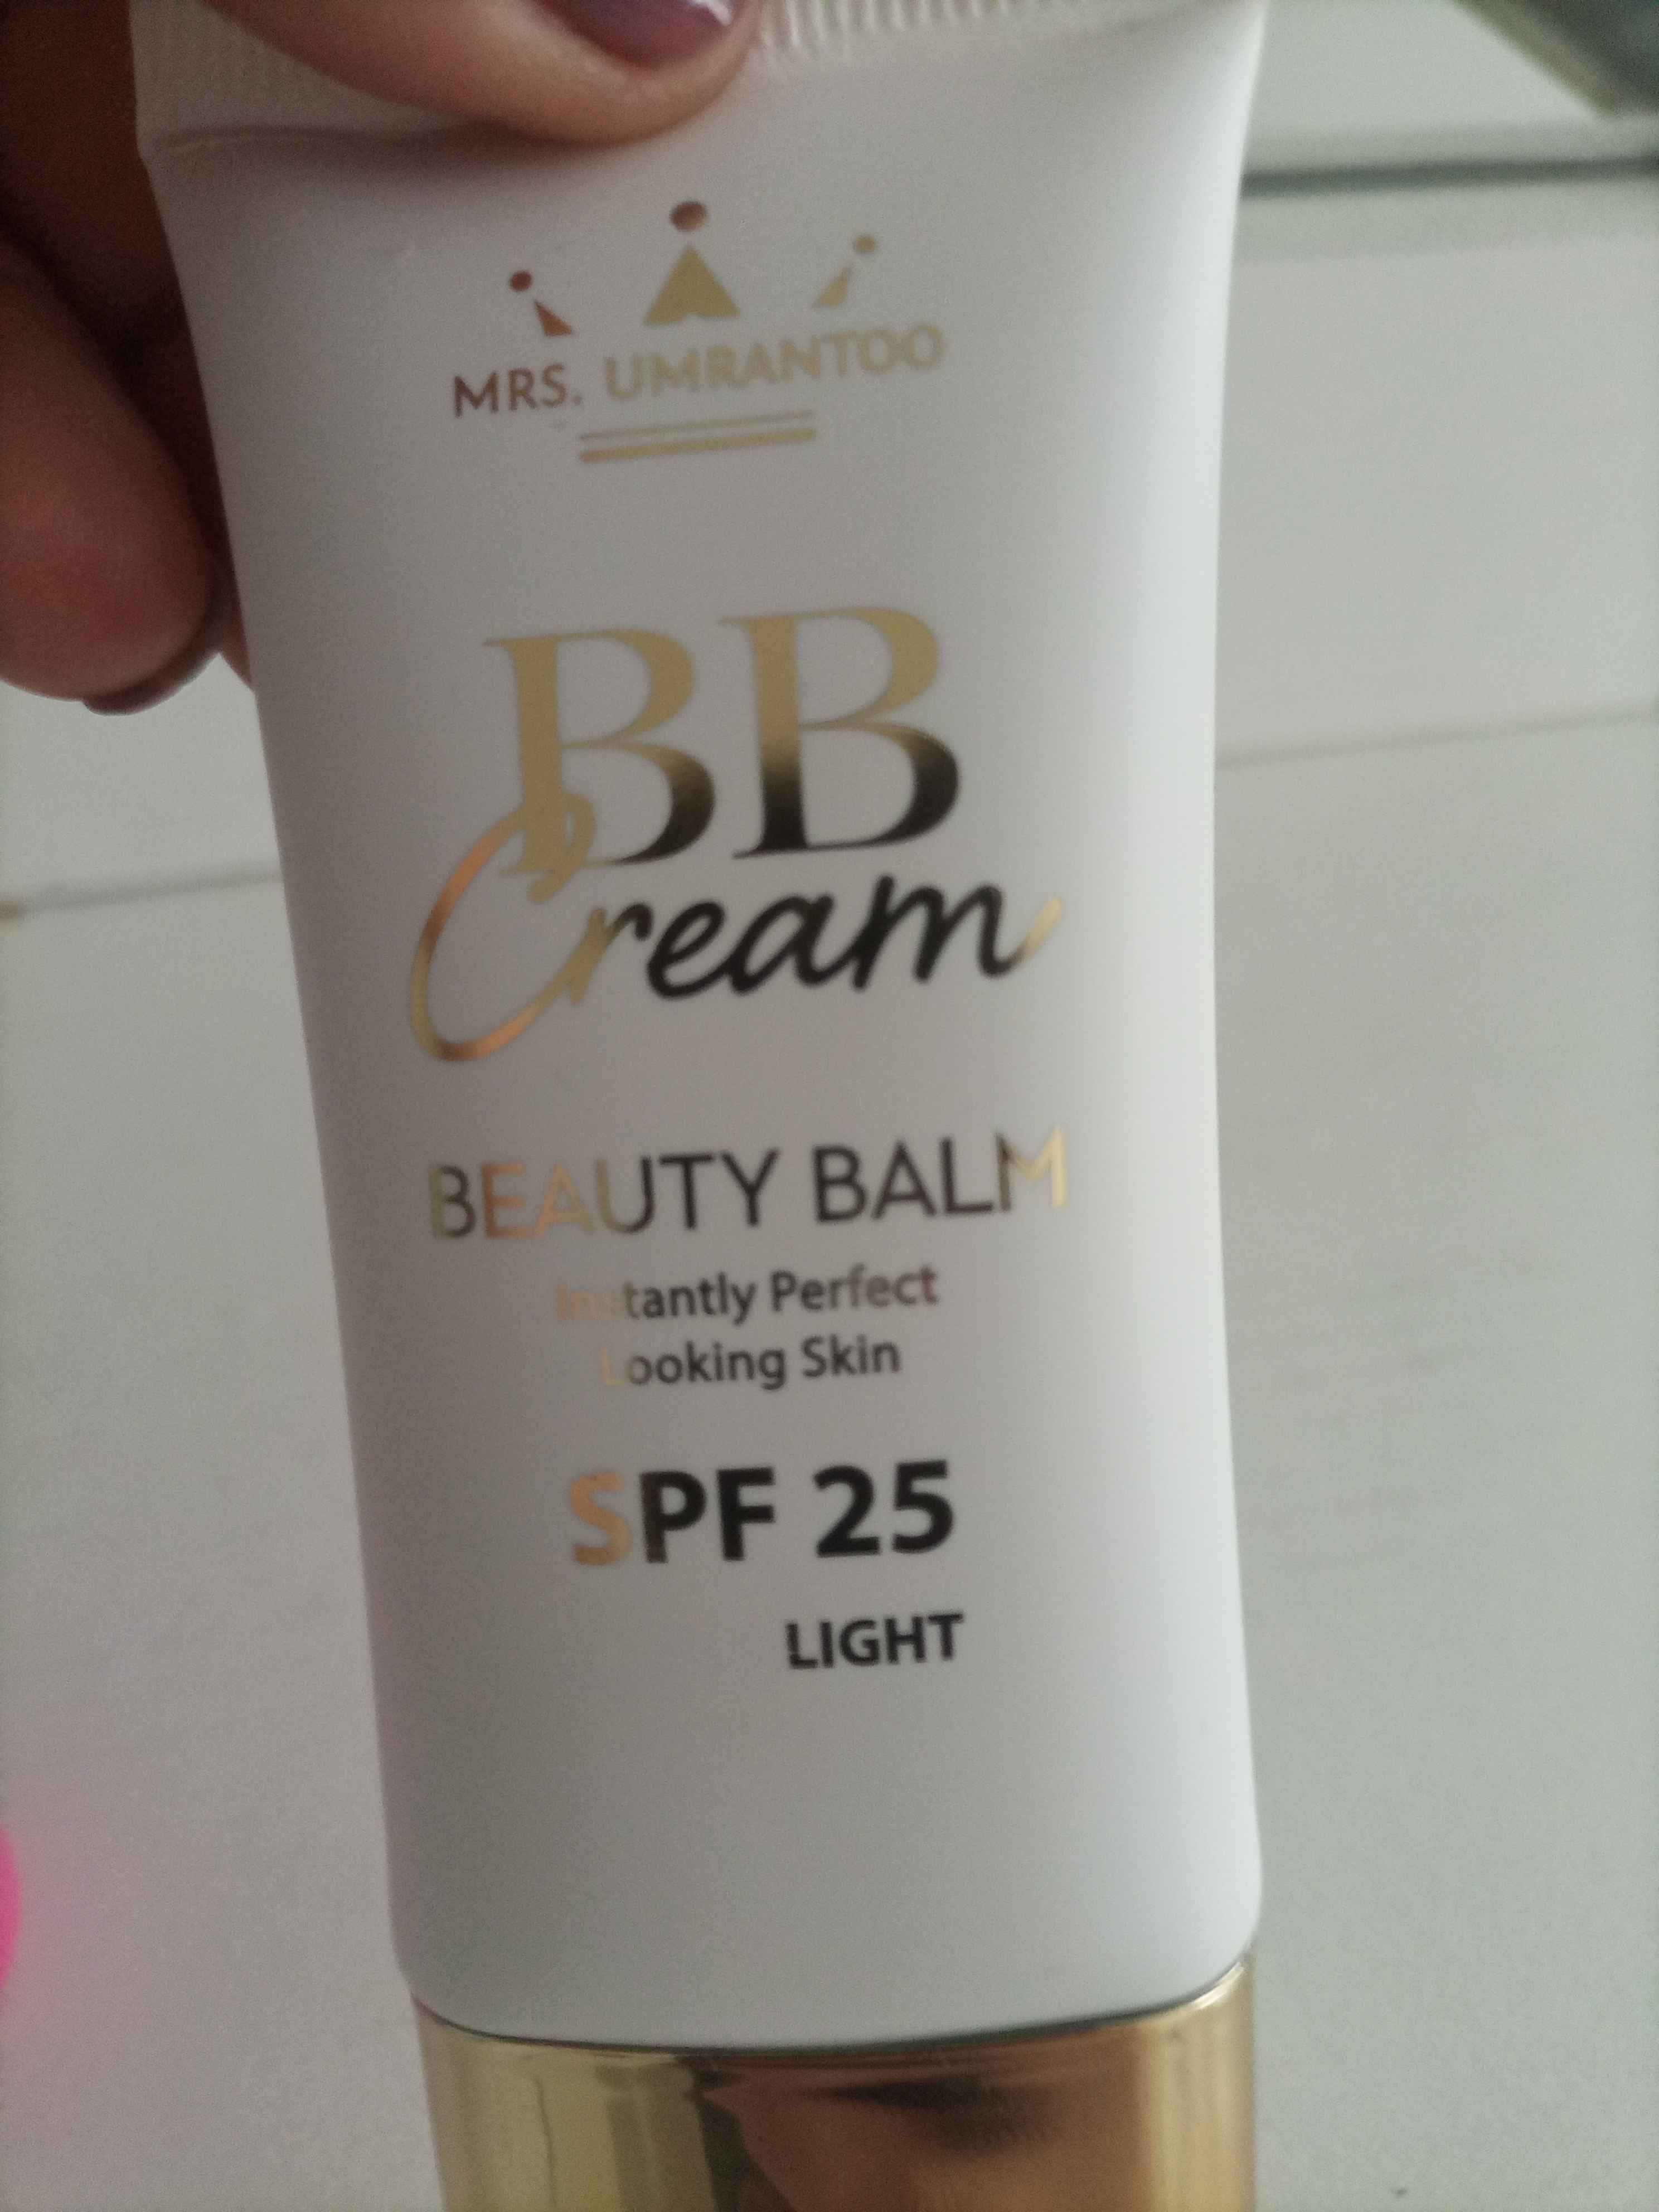 MRS. UMRANTOO
BB
Cream
BEAUTY BALM
Instantly Perfect
Looking Skin
SPF 25
LIGHT